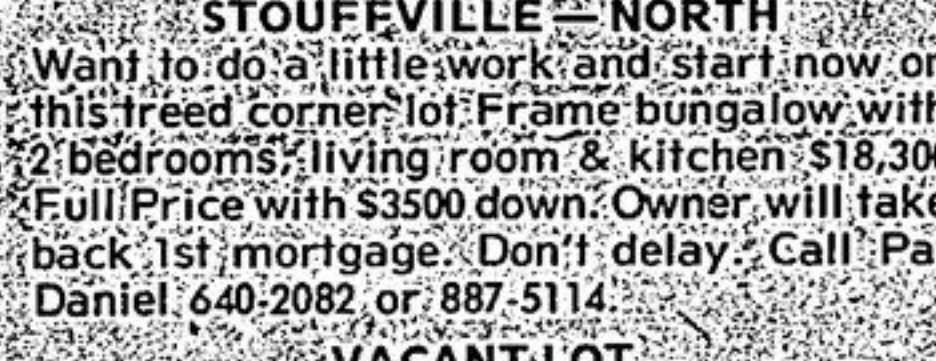 STOUFFVILLE — NORTH
Want to do a little work and start now on
this treed corner lot Frame bungalow with
2 bedrooms, living room & kitchen $18,300
Full Price with $3500 down. Owner will take
back 1st mortgage. Don't delay. Call Pa
Daniel 640-2082 or 887-5114.
VACANT LOT